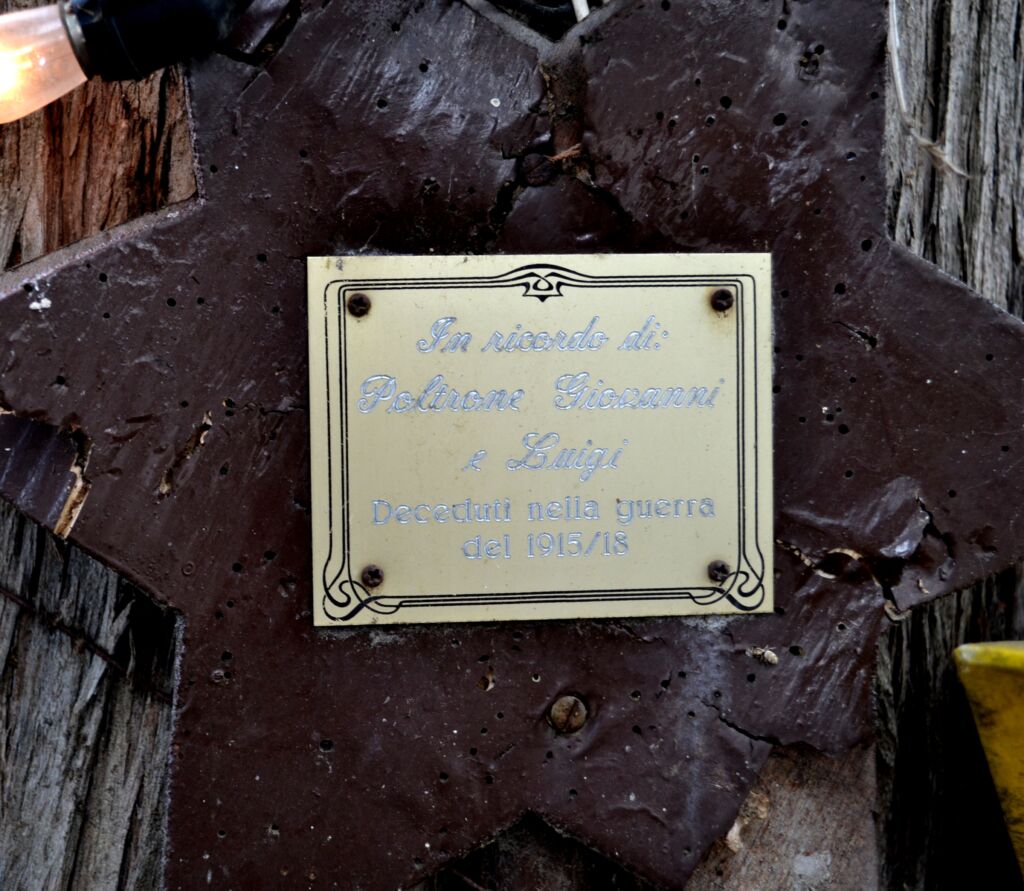 In ricordo di:
Poltrone Giovanni
e Luigi
Deceduti nella guerra
del 1915/18